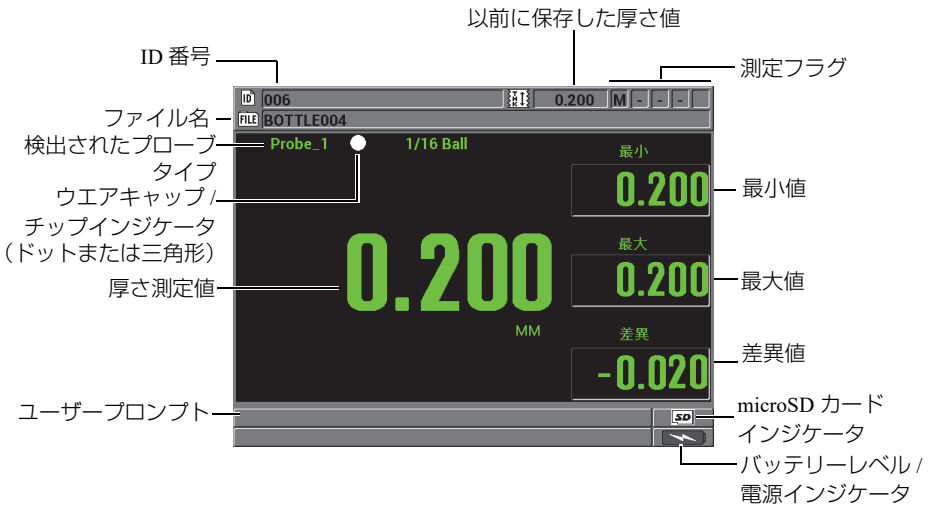 以前に保存した厚さ値
ID 番号
測定フラグ
006
0.200
M - - -
ファイル名
FILE BOTTLE004
検出されたプローブ
タイプ
Probe_1
1/16 Ball
最小
0.200
最小値
ウエアキャップ /
チップインジケータ
（ドットまたは三角形）
最大
0.200
最大値
厚さ測定値
0.200
MM
差異
-0.020
差異値
ユーザープロンプト
SD
microSD カード
インジケータ
バッテリーレベル /
電源インジケータ